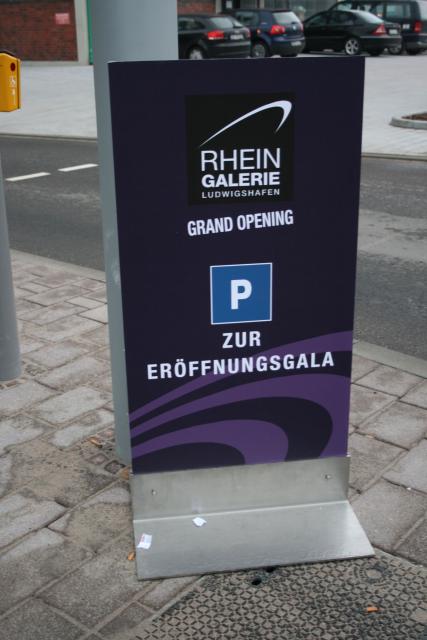 RHEIN
GALERIE
LUDWIGSHAFEN
GRAND OPENING
P
ZUR
ERÖFFNUNGSGALA